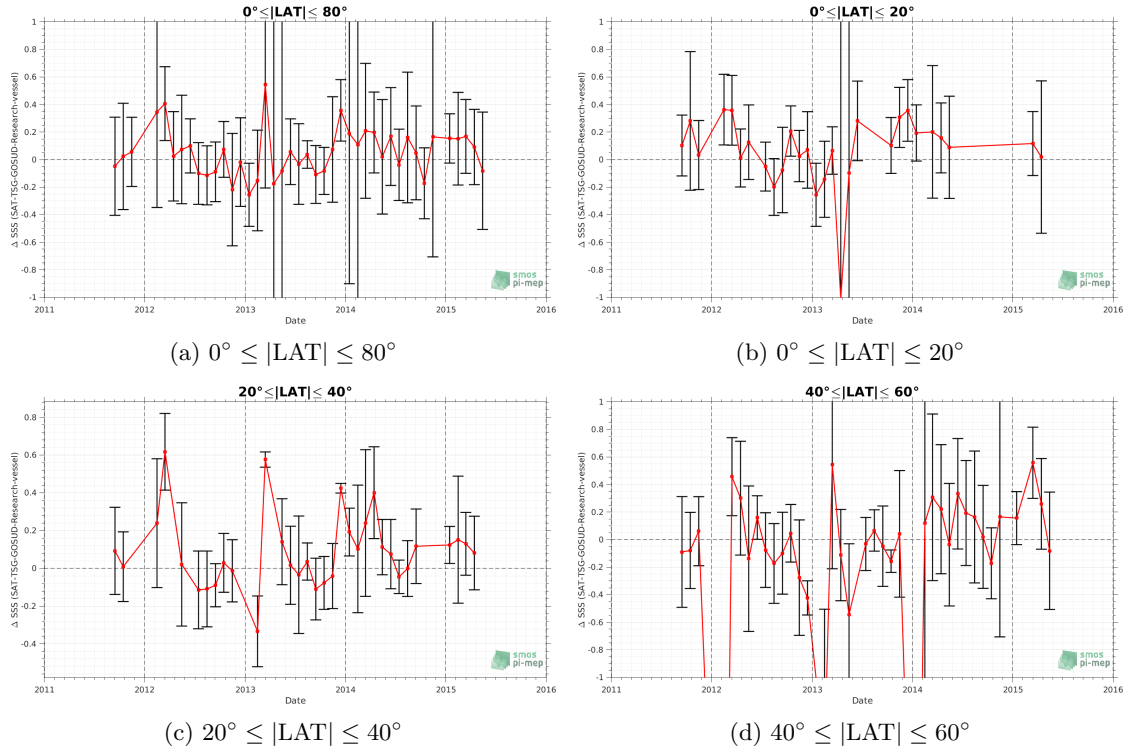 0°≤|LAT|≤ 80°
Δ SSS (SAT-TSG-GOSUD-Research-vessel)
1
0.8
0.6
0.4
0.2
0
-0.2
-0.4
-0.6
-0.8
-1
2011 2012 2013 2014 2015 2016
Date
smos
pi-mep
(a) 0° ≤ |LAT| ≤ 80°
0°≤|LAT|≤ 20°
Δ SSS (SAT-TSG-GOSUD-Research-vessel)
1
0.8
0.6
0.4
0.2
0
-0.2
-0.4
-0.6
-0.8
-1
2011 2012 2013 2014 2015 2016
Date
smos
pi-mep
(b) 0° ≤ |LAT| ≤ 20°
20°≤|LAT|≤ 40°
Δ SSS (SAT-TSG-GOSUD-Research-vessel)
0.8
0.6
0.4
0.2
0
-0.2
-0.4
2011 2012 2013 2014 2015 2016
Date
smos
pi-mep
(c) 20° ≤ |LAT| ≤ 40°
40°≤|LAT|≤ 60°
Δ SSS (SAT-TSG-GOSUD-Research-vessel)
1
0.8
0.6
0.4
0.2
0
-0.2
-0.4
-0.6
-0.8
-1
2011 2012 2013 2014 2015 2016
Date
smos
pi-mep
(d) 40° ≤ |LAT| ≤ 60°